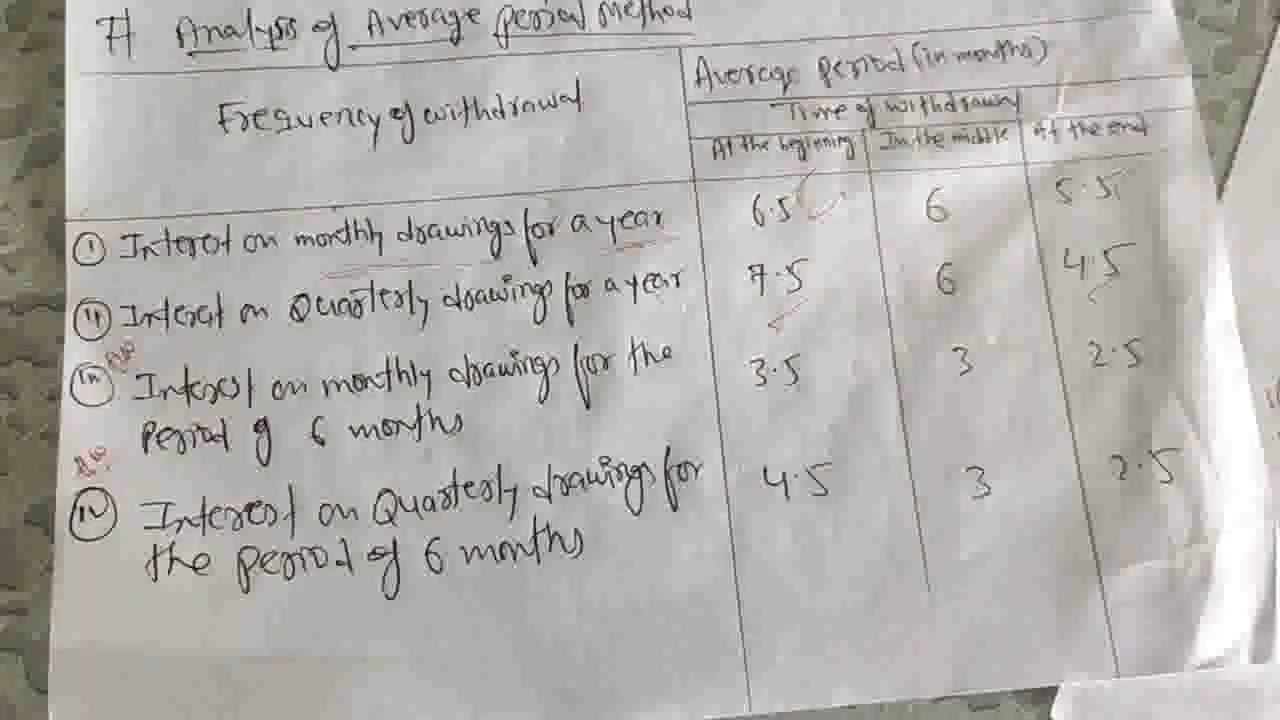 7) Analysis of Average period Method
Frequency of withdrawal
Average period (in months)
Time of withdrawal
At the beginning In the middle At the end
(i) Interest on monthly drawings for a year 6.5 6 5.5
(ii) Interest on Quarterly drawings for a year 7.5 6 4.5
(iii) Interest on monthly drawings for the 3.5 3 2.5
period of 6 months
(iv) Interest on Quarterly drawings for 4.5 3 2.5
the period of 6 months